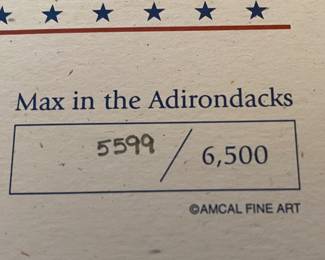 Max in the Adirondacks
5599 / 6,500
©AMCAL FINE ART